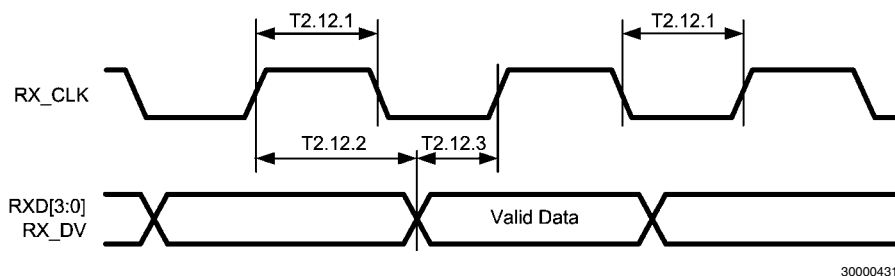 T2.12.1
T2.12.1
RX_CLK
T2.12.2
T2.12.3
RXD[3:0]
RX_DV
Valid Data
30000431